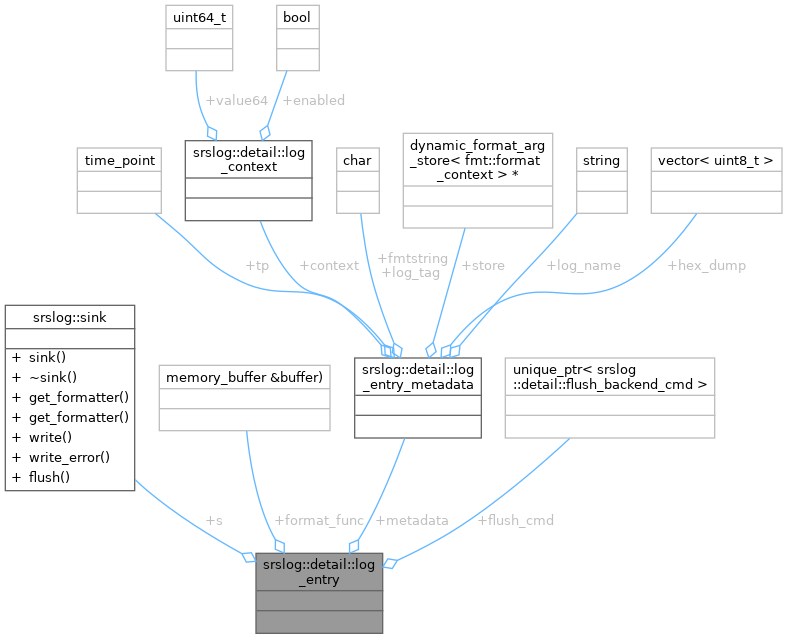 uint64_t
bool
+value64
+enabled
time_point
srslog::detail::log
_context
char
dynamic_format_arg
_store< fmt::format
_context > *
string
vector< uint8_t >
+tp
+context
+fmtstring
+log_tag
+store
+log_name
+hex_dump
srslog::sink
+ sink()
+ ~sink()
+ get_formatter()
+ get_formatter()
+ write()
+ write_error()
+ flush()
memory_buffer &buffer)
srslog::detail::log
_entry_metadata
unique_ptr< srslog
::detail::flush_backend_cmd >
+s
+format_func
+metadata
+flush_cmd
srslog::detail::log
_entry